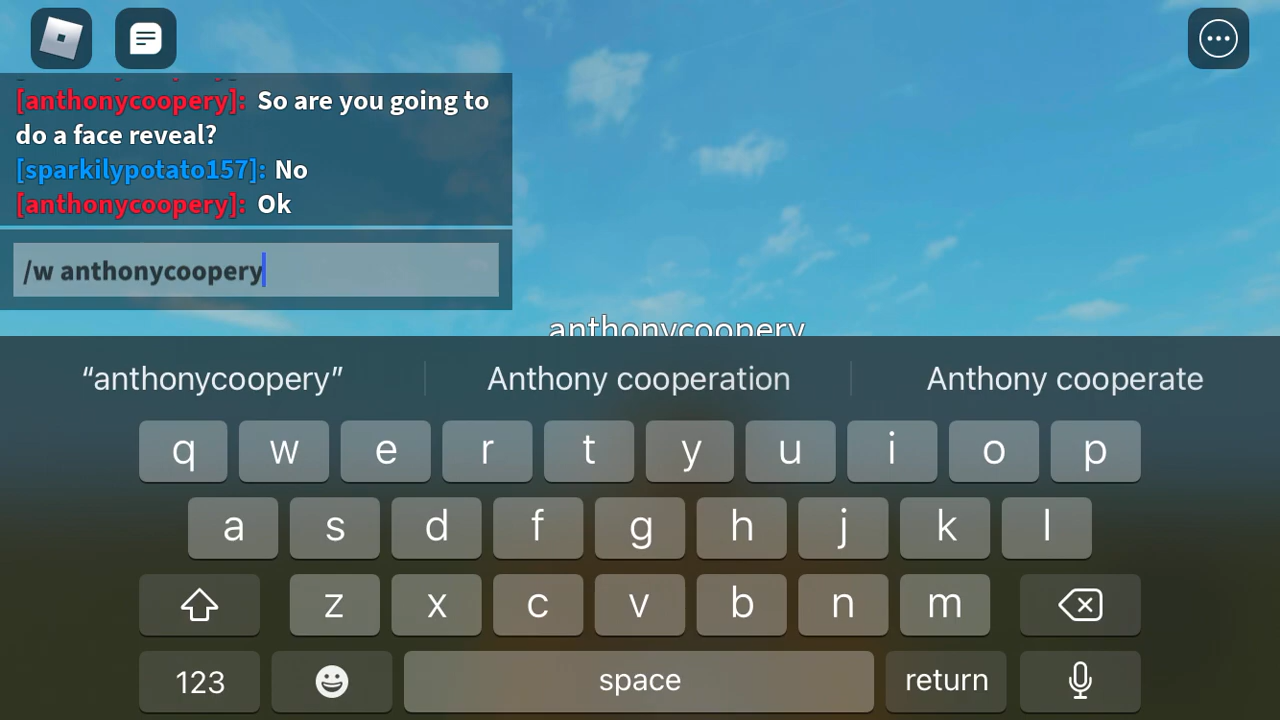 [anthonycoopery]: So are you going to
do a face reveal?
[sparkilypotato157]: No
[anthonycoopery]: Ok
/w anthonycoopery
anthonycoopery
“anthonycoopery” Anthony cooperation Anthony cooperate
q w e r t y u i o p
a s d f g h j k l
z x c v b n m
123 space return